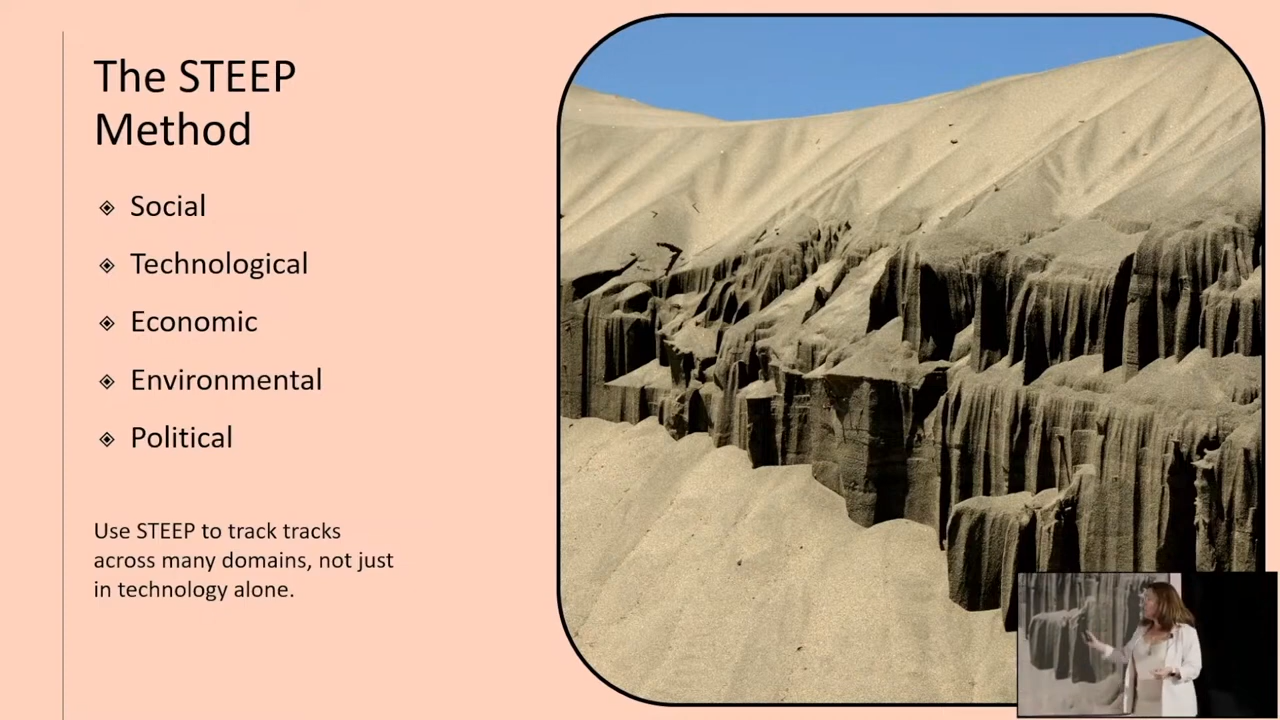 The STEEP
Method
Social
Technological
Economic
Environmental
Political
Use STEEP to track tracks
across many domains, not just
in technology alone.